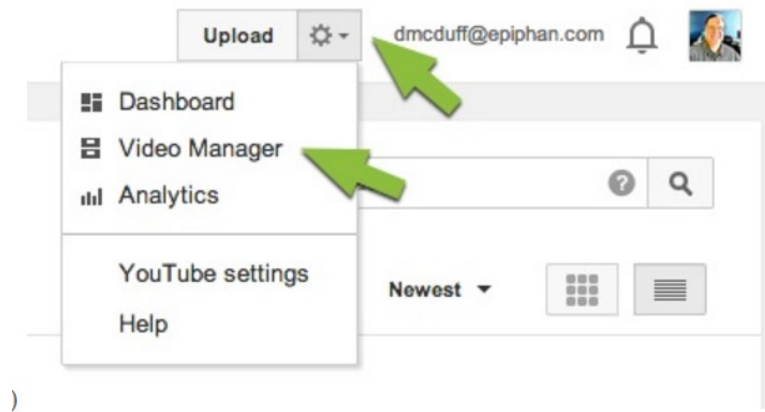 Upload dmcduff@epiphan.com
Dashboard
Video Manager
Analytics
?
YouTube settings
Newest
Help
)